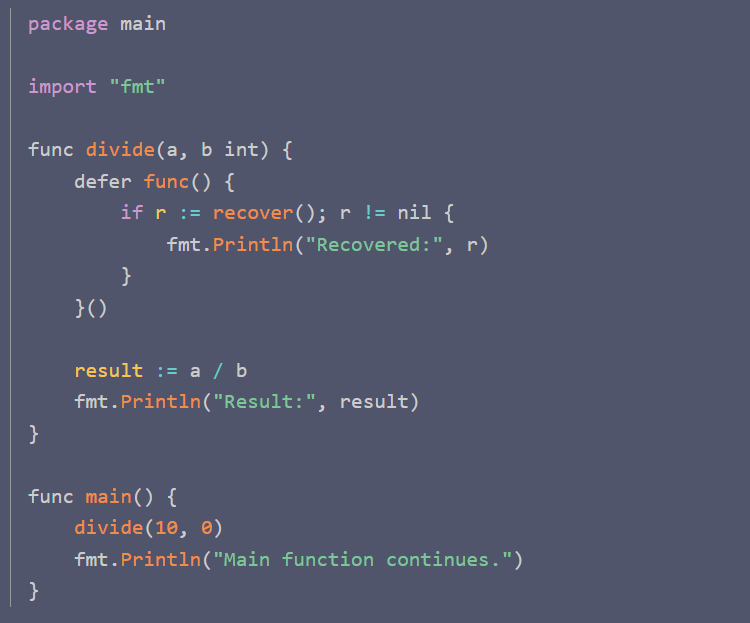 package main
import "fmt"
func divide(a, b int) {
    defer func() {
        if r := recover(); r != nil {
            fmt.Println("Recovered:", r)
        }
    }()
    result := a / b
    fmt.Println("Result:", result)
}
func main() {
    divide(10, 0)
    fmt.Println("Main function continues.")
}